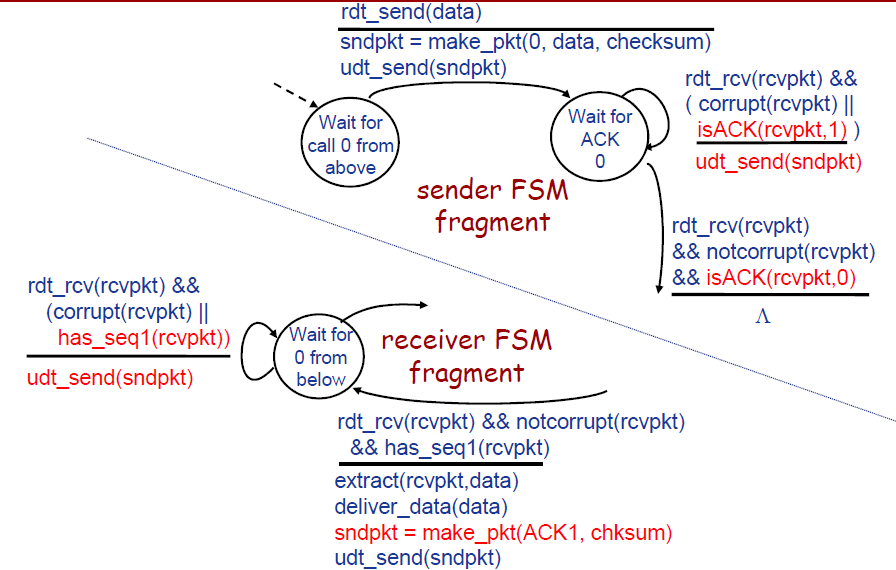 rdt_send(data)
sndpkt = make_pkt(0, data, checksum)
udt_send(sndpkt)
Wait for
call 0 from
above
Wait for
ACK
0
rdt_rcv(rcvpkt) &&
( corrupt(rcvpkt) ||
isACK(rcvpkt,1) )
udt_send(sndpkt)
sender FSM
fragment
rdt_rcv(rcvpkt)
&& notcorrupt(rcvpkt)
&& isACK(rcvpkt,0)
Λ
rdt_rcv(rcvpkt) &&
(corrupt(rcvpkt) ||
has_seq1(rcvpkt))
udt_send(sndpkt)
Wait for
0 from
below
receiver FSM
fragment
rdt_rcv(rcvpkt) && notcorrupt(rcvpkt)
&& has_seq1(rcvpkt)
extract(rcvpkt,data)
deliver_data(data)
sndpkt = make_pkt(ACK1, chksum)
udt_send(sndpkt)